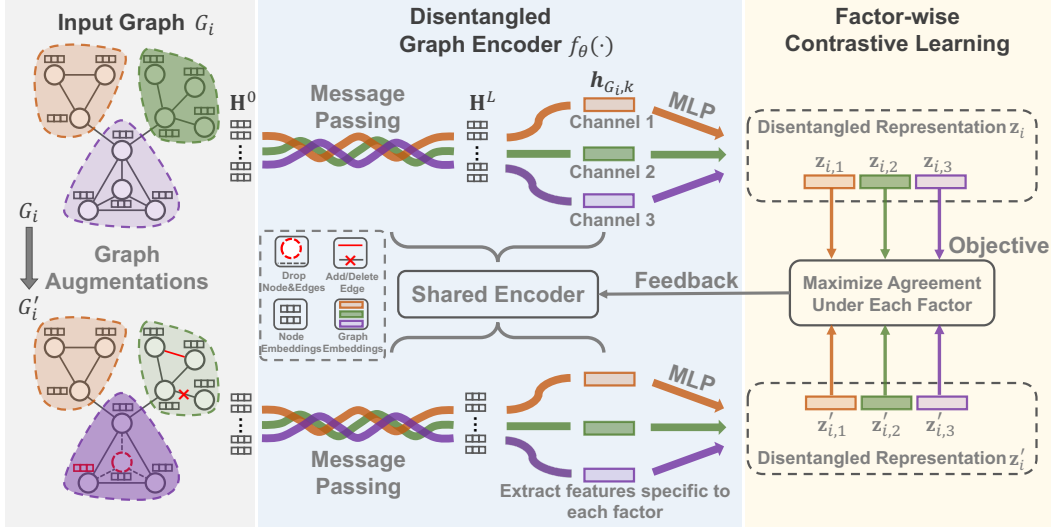 Input Graph G_i
Disentangled
Graph Encoder f_θ(·)
Factor-wise
Contrastive Learning
H^0
Message
Passing
H^L
h_{G_i,k}
Channel 1
Channel 2
Channel 3
MLP
Disentangled Representation z_i
z_{i,1}
z_{i,2}
z_{i,3}
G_i
Graph
Augmentations
G'_i
Drop
Node&Edges
Add/Delete
Edge
Node
Embeddings
Graph
Embeddings
Shared Encoder
Feedback
Objective
Maximize Agreement
Under Each Factor
Message
Passing
MLP
Extract features specific to
each factor
z'_{i,1}
z'_{i,2}
z'_{i,3}
Disentangled Representation z'_i